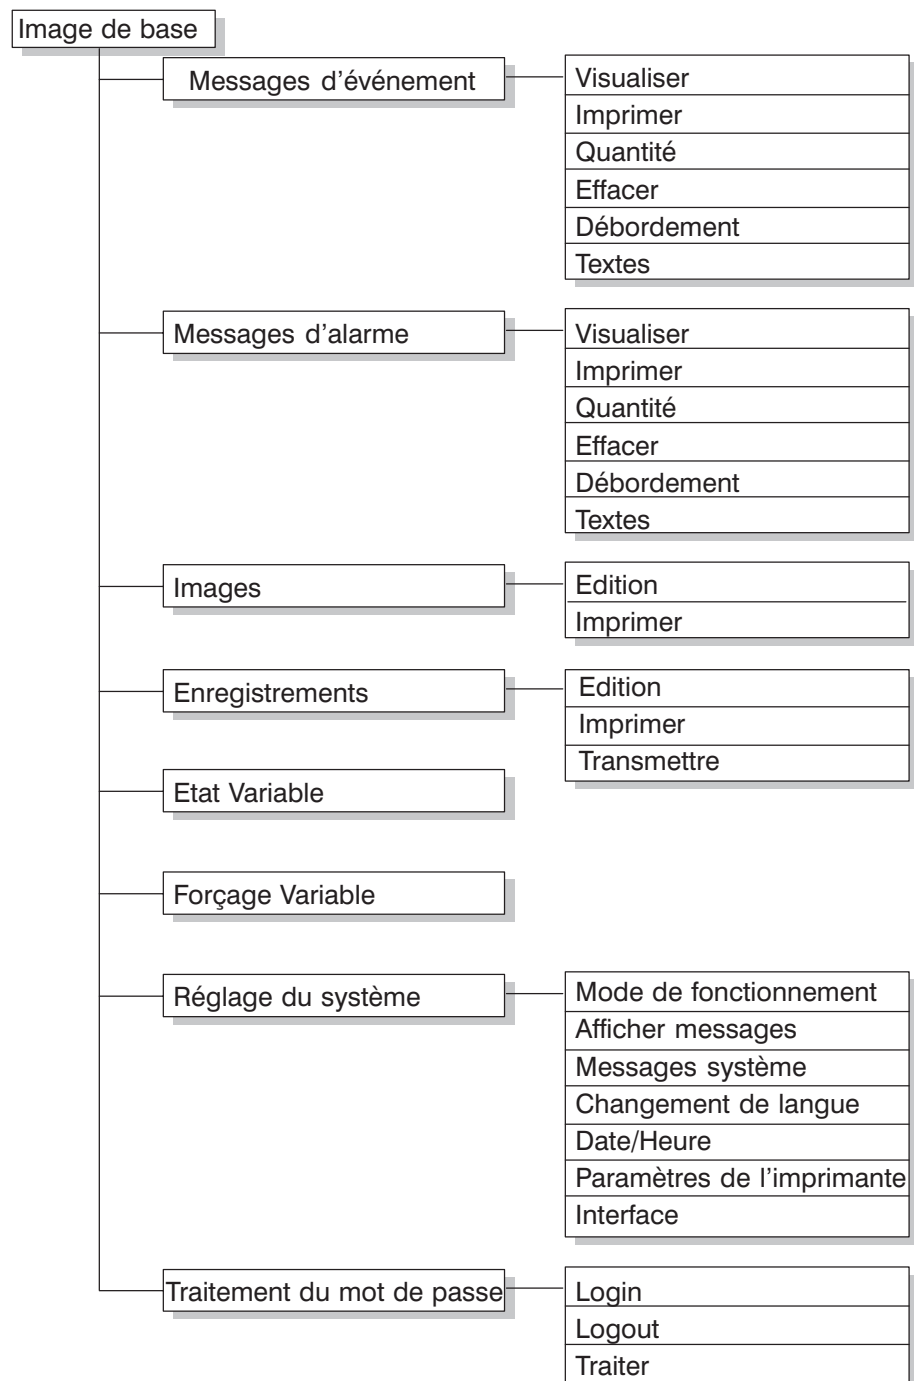 Image de base
Messages d'événement
Visualiser
Imprimer
Quantité
Effacer
Débordement
Textes
Messages d'alarme
Visualiser
Imprimer
Quantité
Effacer
Débordement
Textes
Images
Edition
Imprimer
Enregistrements
Edition
Imprimer
Transmettre
Etat Variable
Forçage Variable
Réglage du système
Mode de fonctionnement
Afficher messages
Messages système
Changement de langue
Date/Heure
Paramètres de l'imprimante
Interface
Traitement du mot de passe
Login
Logout
Traiter